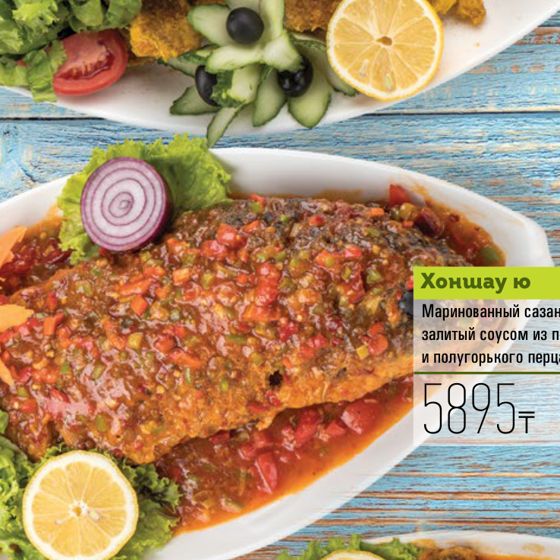 Хоншау ю
Маринованный сазан
залитый соусом из
и полугорького перца
5895₸